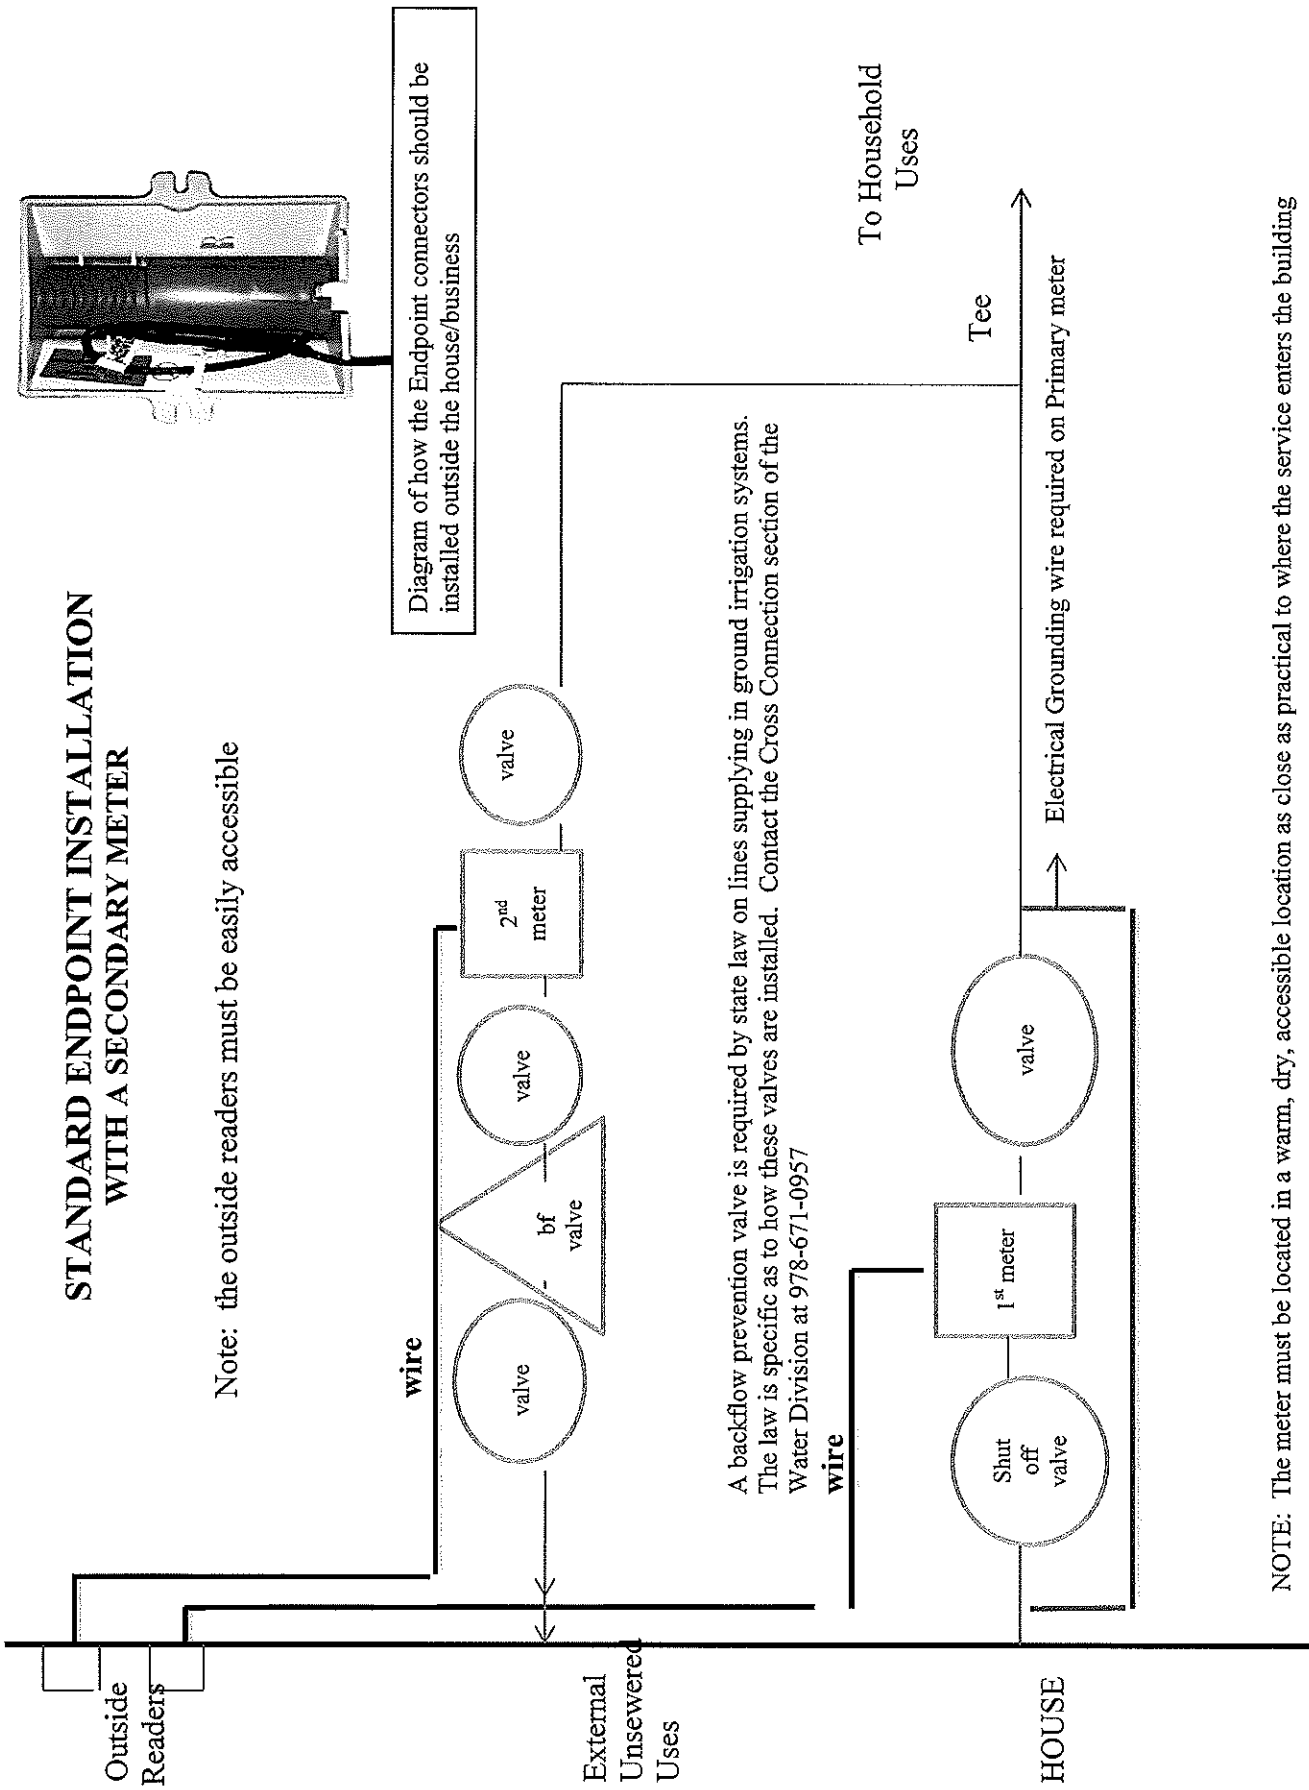 STANDARD ENDPOINT INSTALLATION
WITH A SECONDARY METER
Note: the outside readers must be easily accessible
Diagram of how the Endpoint connectors should be
installed outside the house/business
Outside
Readers
wire
valve
bf
valve
valve
2nd
meter
valve
External
Unsewered
Uses
A backflow prevention valve is required by state law on lines supplying in ground irrigation systems.
The law is specific as to how these valves are installed. Contact the Cross Connection section of the
Water Division at 978-671-0957
wire
To Household
Uses
Tee
HOUSE
Shut
off
valve
1st meter
valve
Electrical Grounding wire required on Primary meter
NOTE: The meter must be located in a warm, dry, accessible location as close as practical to where the service enters the building